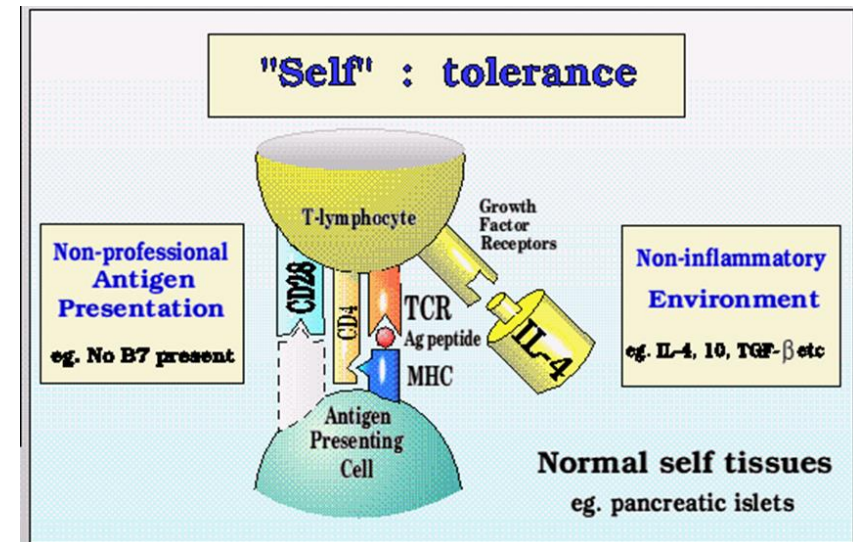 "Self" : tolerance
T-lymphocyte
Growth
Factor
Receptors
Non-professional
Antigen
Presentation
eg. No B7 present
CD28
CD4
TCR
Ag peptide
MHC
IL-4
Non-inflammatory
Environment
eg. IL-4, 10, TGF-β etc
Antigen
Presenting
Cell
Normal self tissues
eg. pancreatic islets